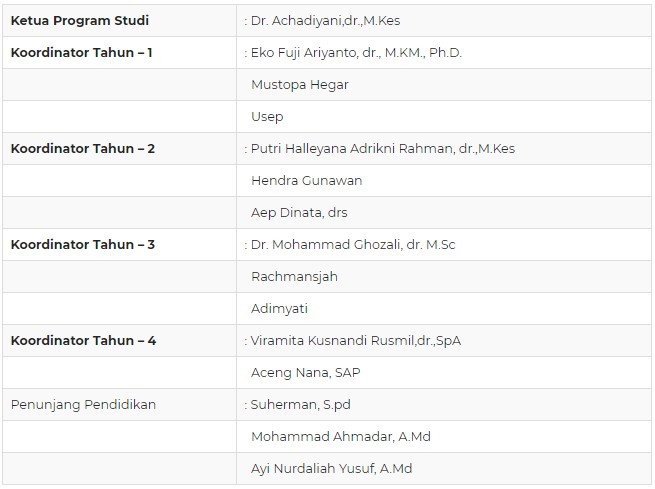 Ketua Program Studi : Dr. Achadiyani,dr.,M.Kes
Koordinator Tahun – 1 : Eko Fuji Ariyanto, dr., M.KM., Ph.D.
Mustopa Hegar
Usep
Koordinator Tahun – 2 : Putri Halleyana Adrikni Rahman, dr.,M.Kes
Hendra Gunawan
Aep Dinata, drs
Koordinator Tahun – 3 : Dr. Mohammad Ghozali, dr. M.Sc
Rachmansjah
Adimyati
Koordinator Tahun – 4 : Viramita Kusnandi Rusmil,dr.,SpA
Aceng Nana, SAP
Penunjang Pendidikan : Suherman, S.pd
Mohammad Ahmadar, A.Md
Ayi Nurdaliah Yusuf, A.Md